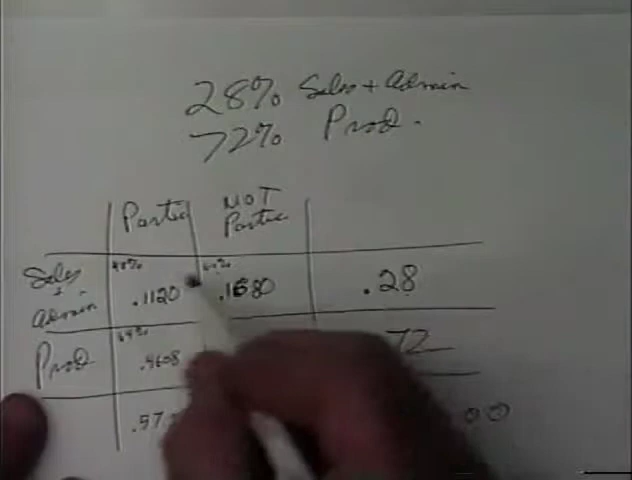 28% Sales + Admin
72% Prod.
Partic NOT Partic
Sales + Admin 40% .1120 60% .1680 .28
Prod 64% .4608 .72
.57 00